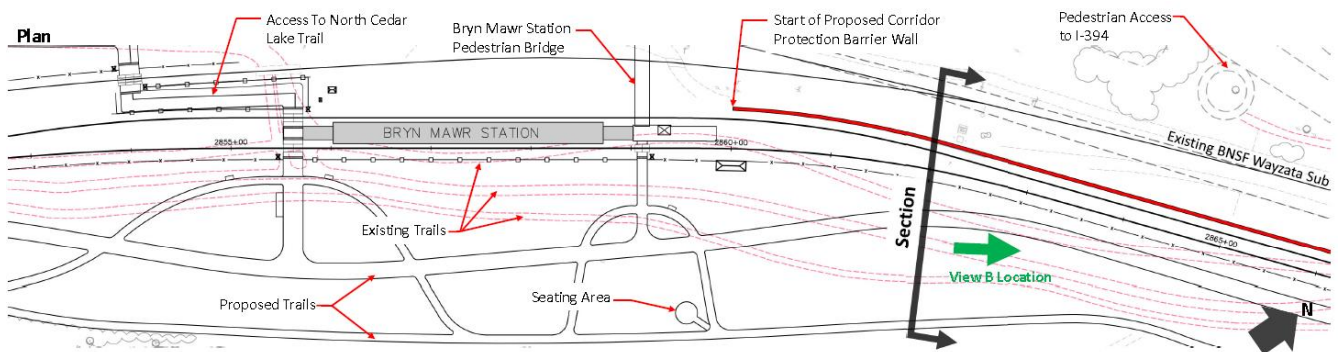 Plan
Access To North Cedar
Lake Trail
Bryn Mawr Station
Pedestrian Bridge
Start of Proposed Corridor
Protection Barrier Wall
Pedestrian Access
to I-394
BRYN MAWR STATION
2855+00
2860+00
Existing BNSF Wayzata Sub
Existing Trails
Section
2865+00
View B Location
Proposed Trails
Seating Area
N